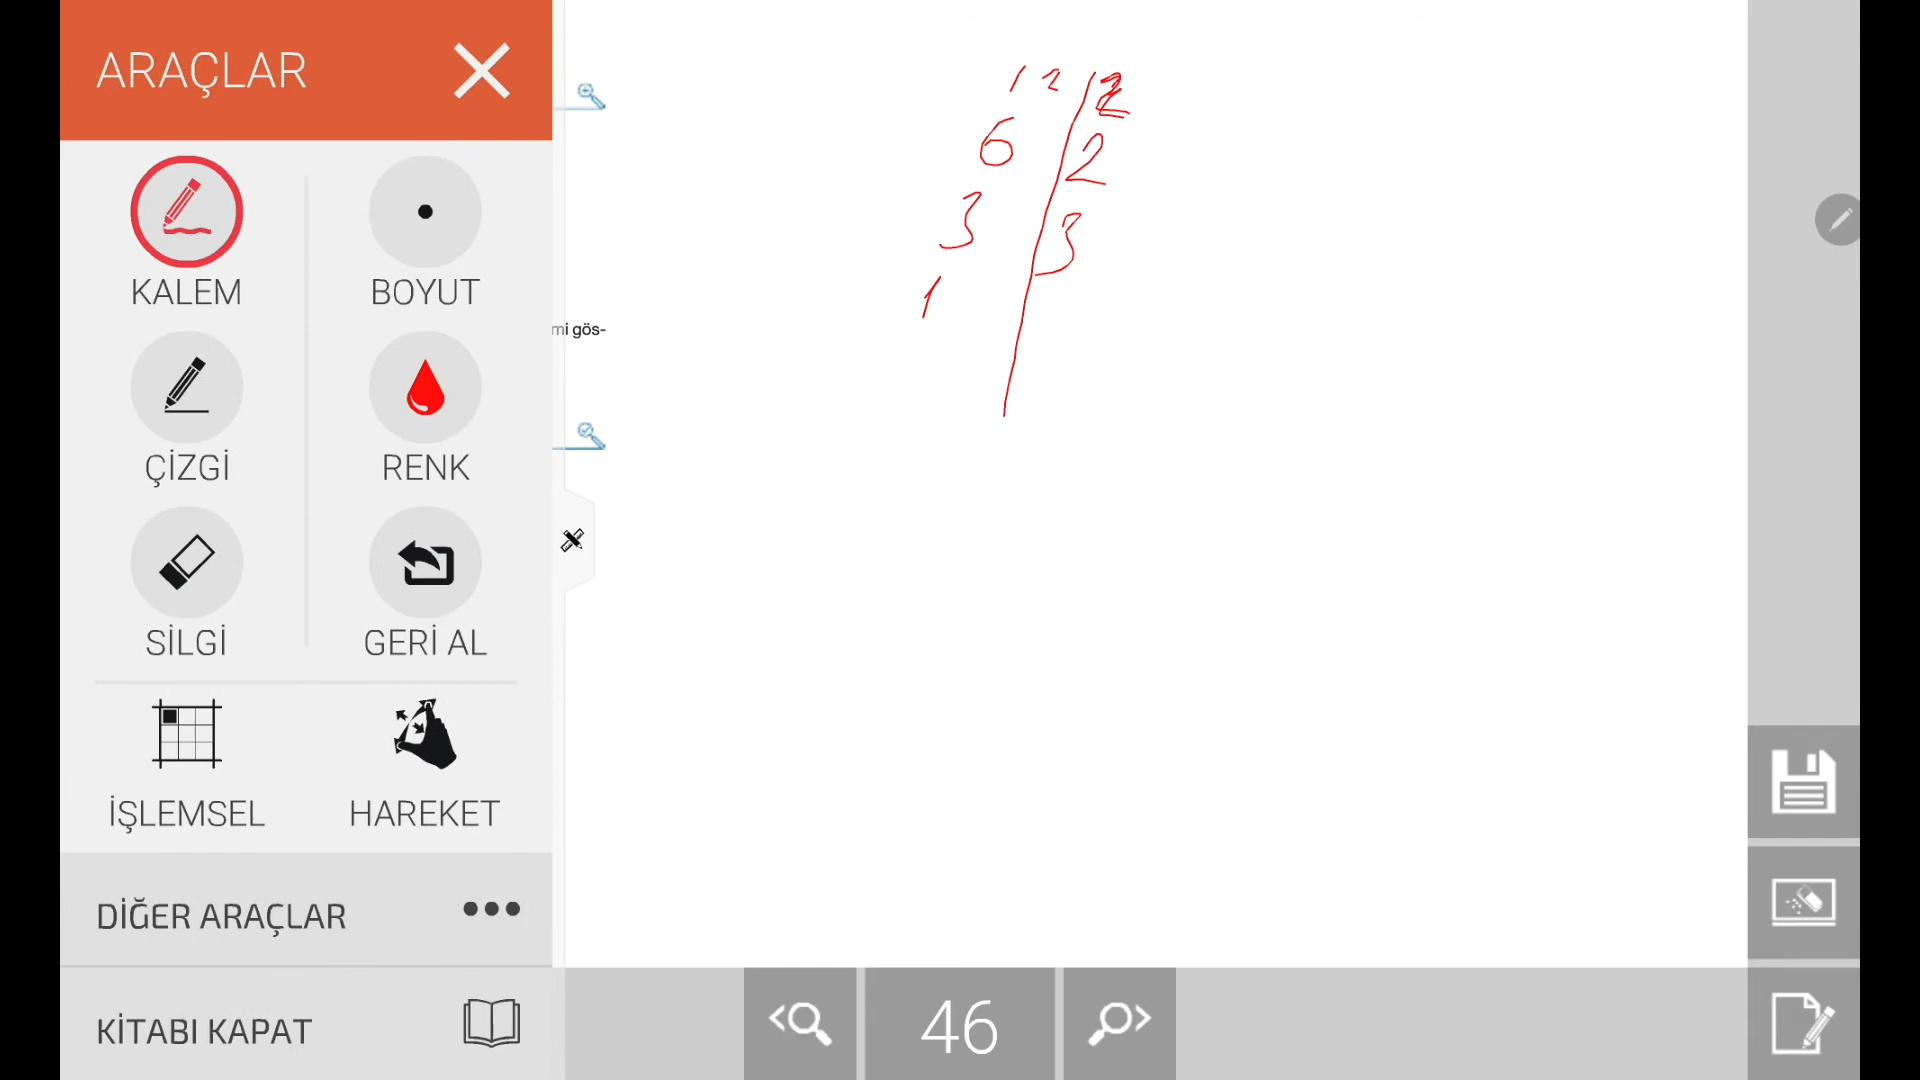 ARAÇLAR
KALEM
BOYUT
ÇİZGİ
RENK
SİLGİ
GERİ AL
İŞLEMSEL
HAREKET
DİĞER ARAÇLAR
KİTABI KAPAT
mi gös-
12 2
6 2
3 3
1
46